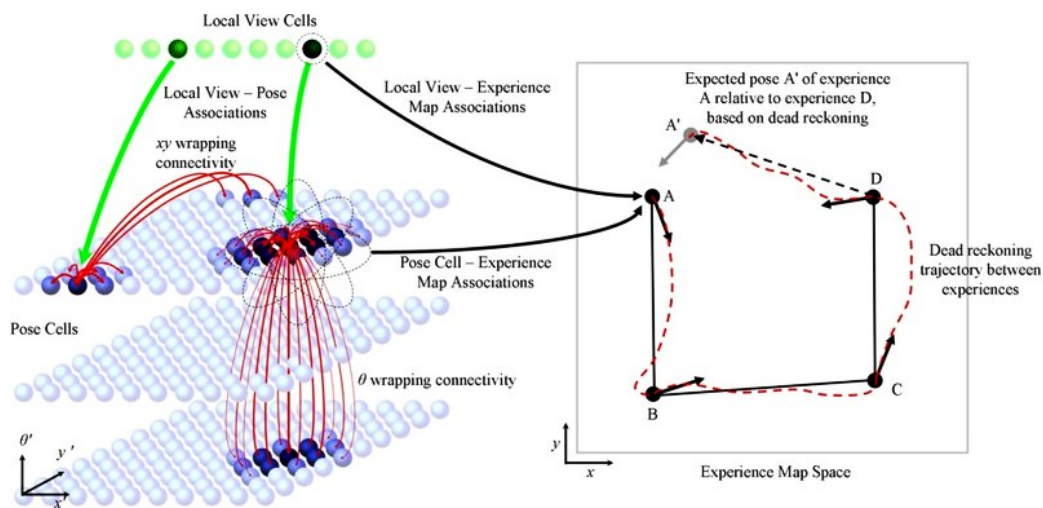 Local View Cells
Local View – Pose
Associations
xy wrapping
connectivity
Local View – Experience
Map Associations
Pose Cell – Experience
Map Associations
Pose Cells
θ wrapping connectivity
θ'
y '
x'
Expected pose A' of experience
A relative to experience D,
based on dead reckoning
A'
A
D
Dead reckoning
trajectory between
experiences
B
C
y
x
Experience Map Space